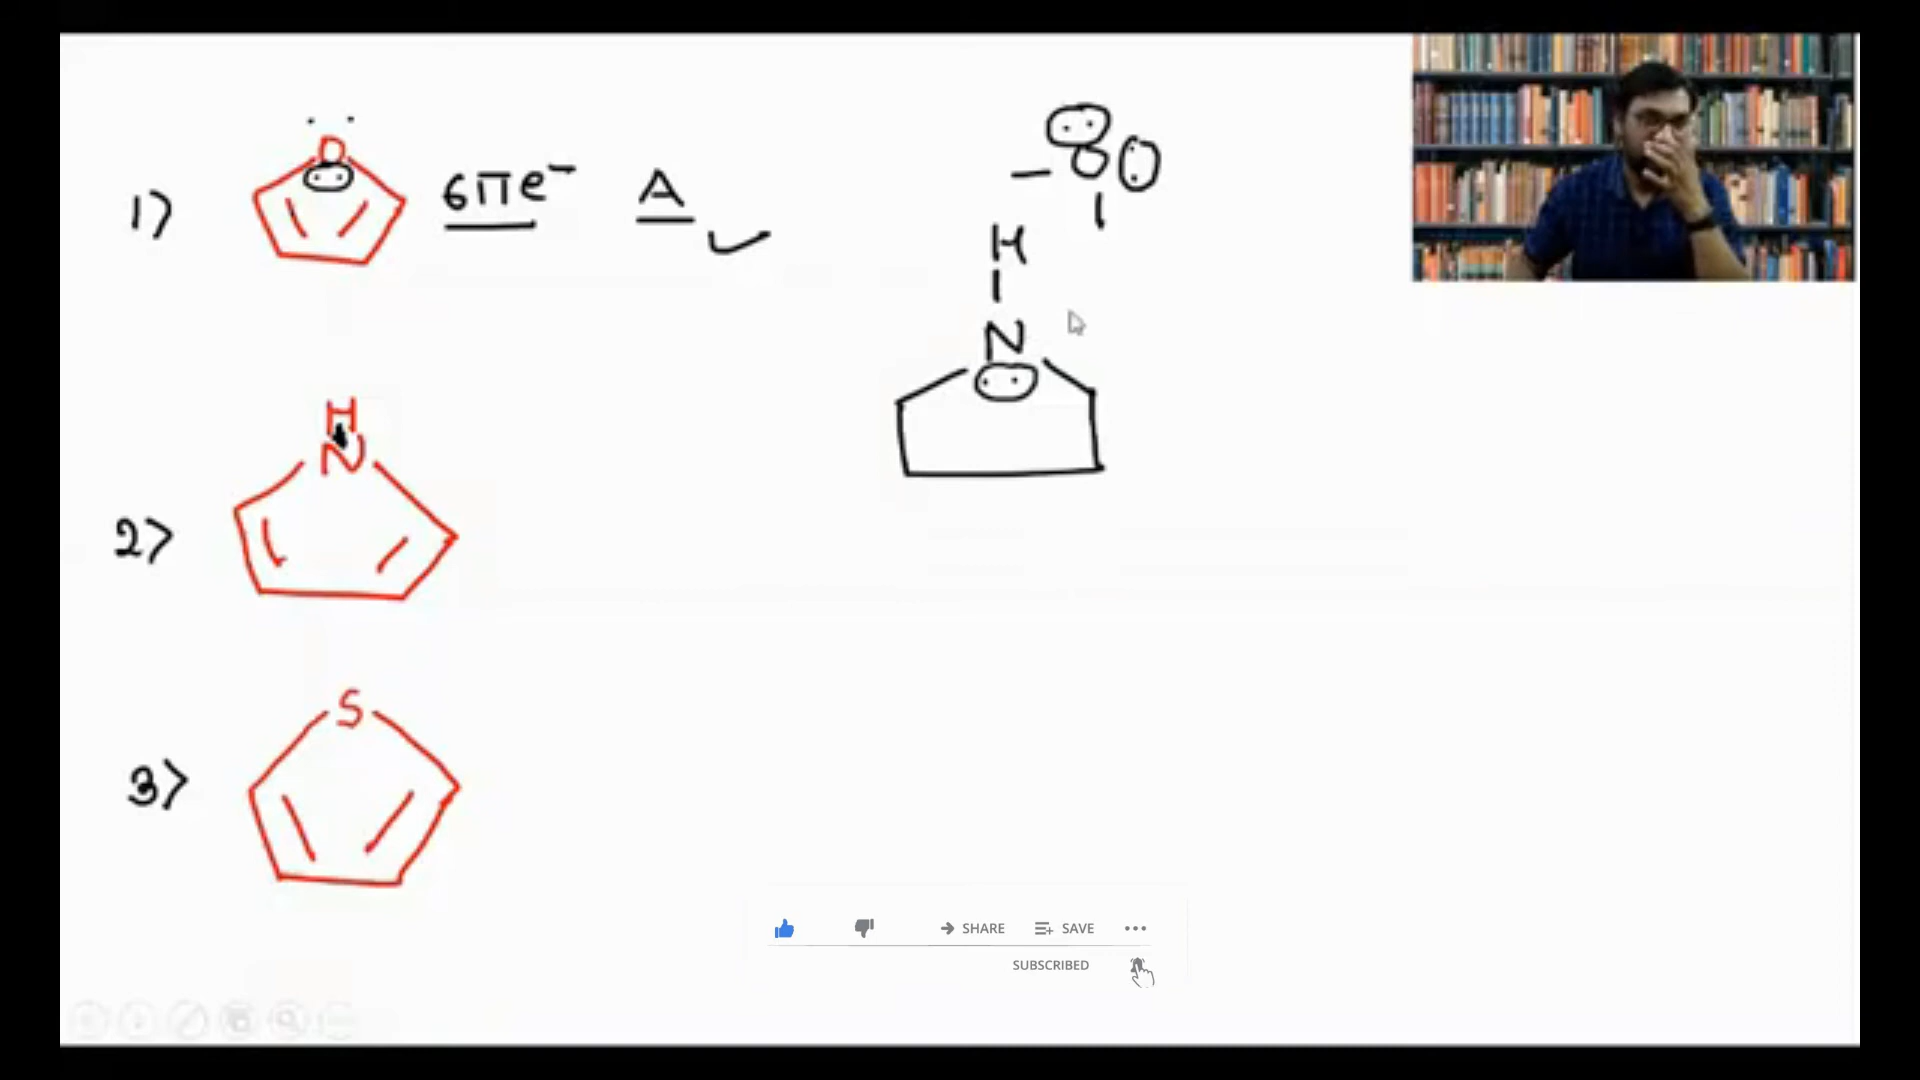 1) O 6πe⁻ A
O
H
N
2) H
N
3) S
SHARE SAVE
SUBSCRIBED